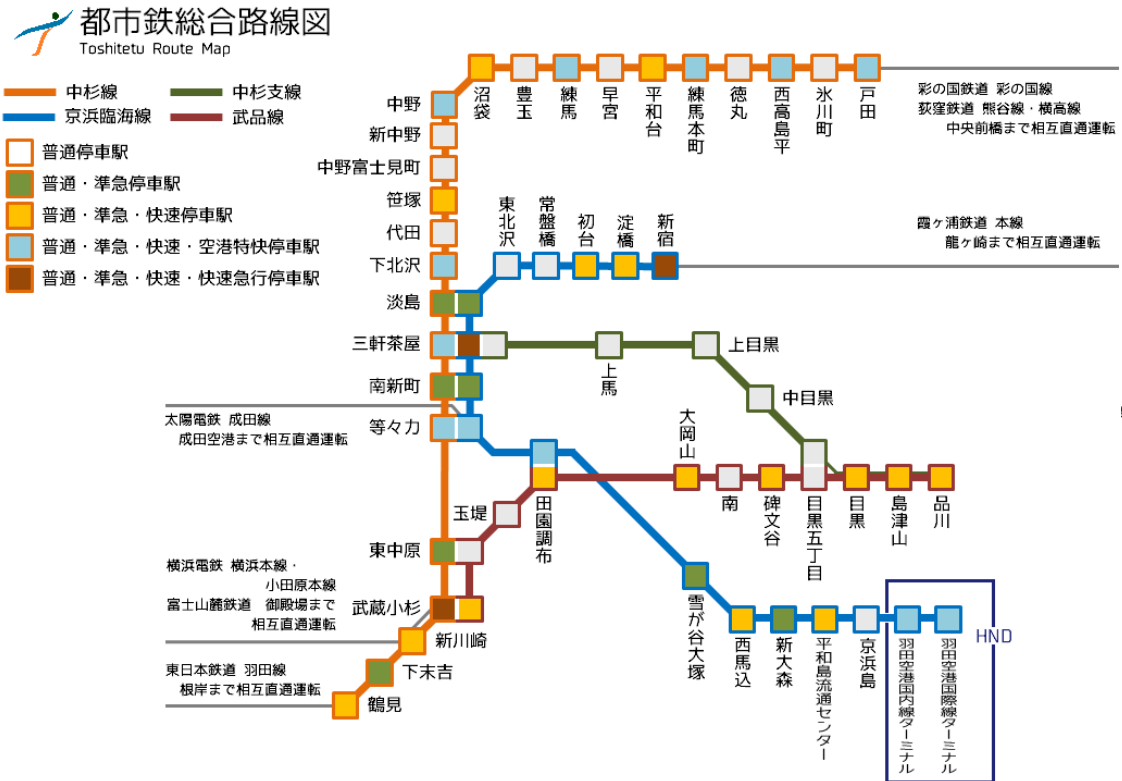 都市鉄総合路線図
Toshitetu Route Map
中杉線
中杉支線
京浜臨海線
武品線
普通停車駅
普通・準急停車駅
普通・準急・快速停車駅
普通・準急・快速・空港特快停車駅
普通・準急・快速・快速急行停車駅
沼袋
豊玉
練馬
早宮
平和台
練馬本町
徳丸
西高島平
氷川町
戸田
彩の国鉄道 彩の国線
荻窪鉄道 熊谷線・横高線
中央前橋まで相互直通運転
中野
新中野
中野富士見町
笹塚
代田
下北沢
淡島
三軒茶屋
南新町
等々力
東北沢
常盤橋
初台
淀橋
新宿
霞ヶ浦鉄道 本線
龍ヶ崎まで相互直通運転
上馬
上目黒
中目黒
太陽電鉄 成田線
成田空港まで相互直通運転
田園調布
大岡山
南
碑文谷
目黒五丁目
目黒
島津山
品川
玉堤
東中原
武蔵小杉
新川崎
下末吉
鶴見
横浜電鉄 横浜本線・
小田原本線
富士山麓鉄道 御殿場まで
相互直通運転
東日本鉄道 羽田線
根岸まで相互直通運転
雪が谷大塚
西馬込
新大森
平和島流通センター
京浜島
羽田空港国内線ターミナル
羽田空港国際線ターミナル
HND